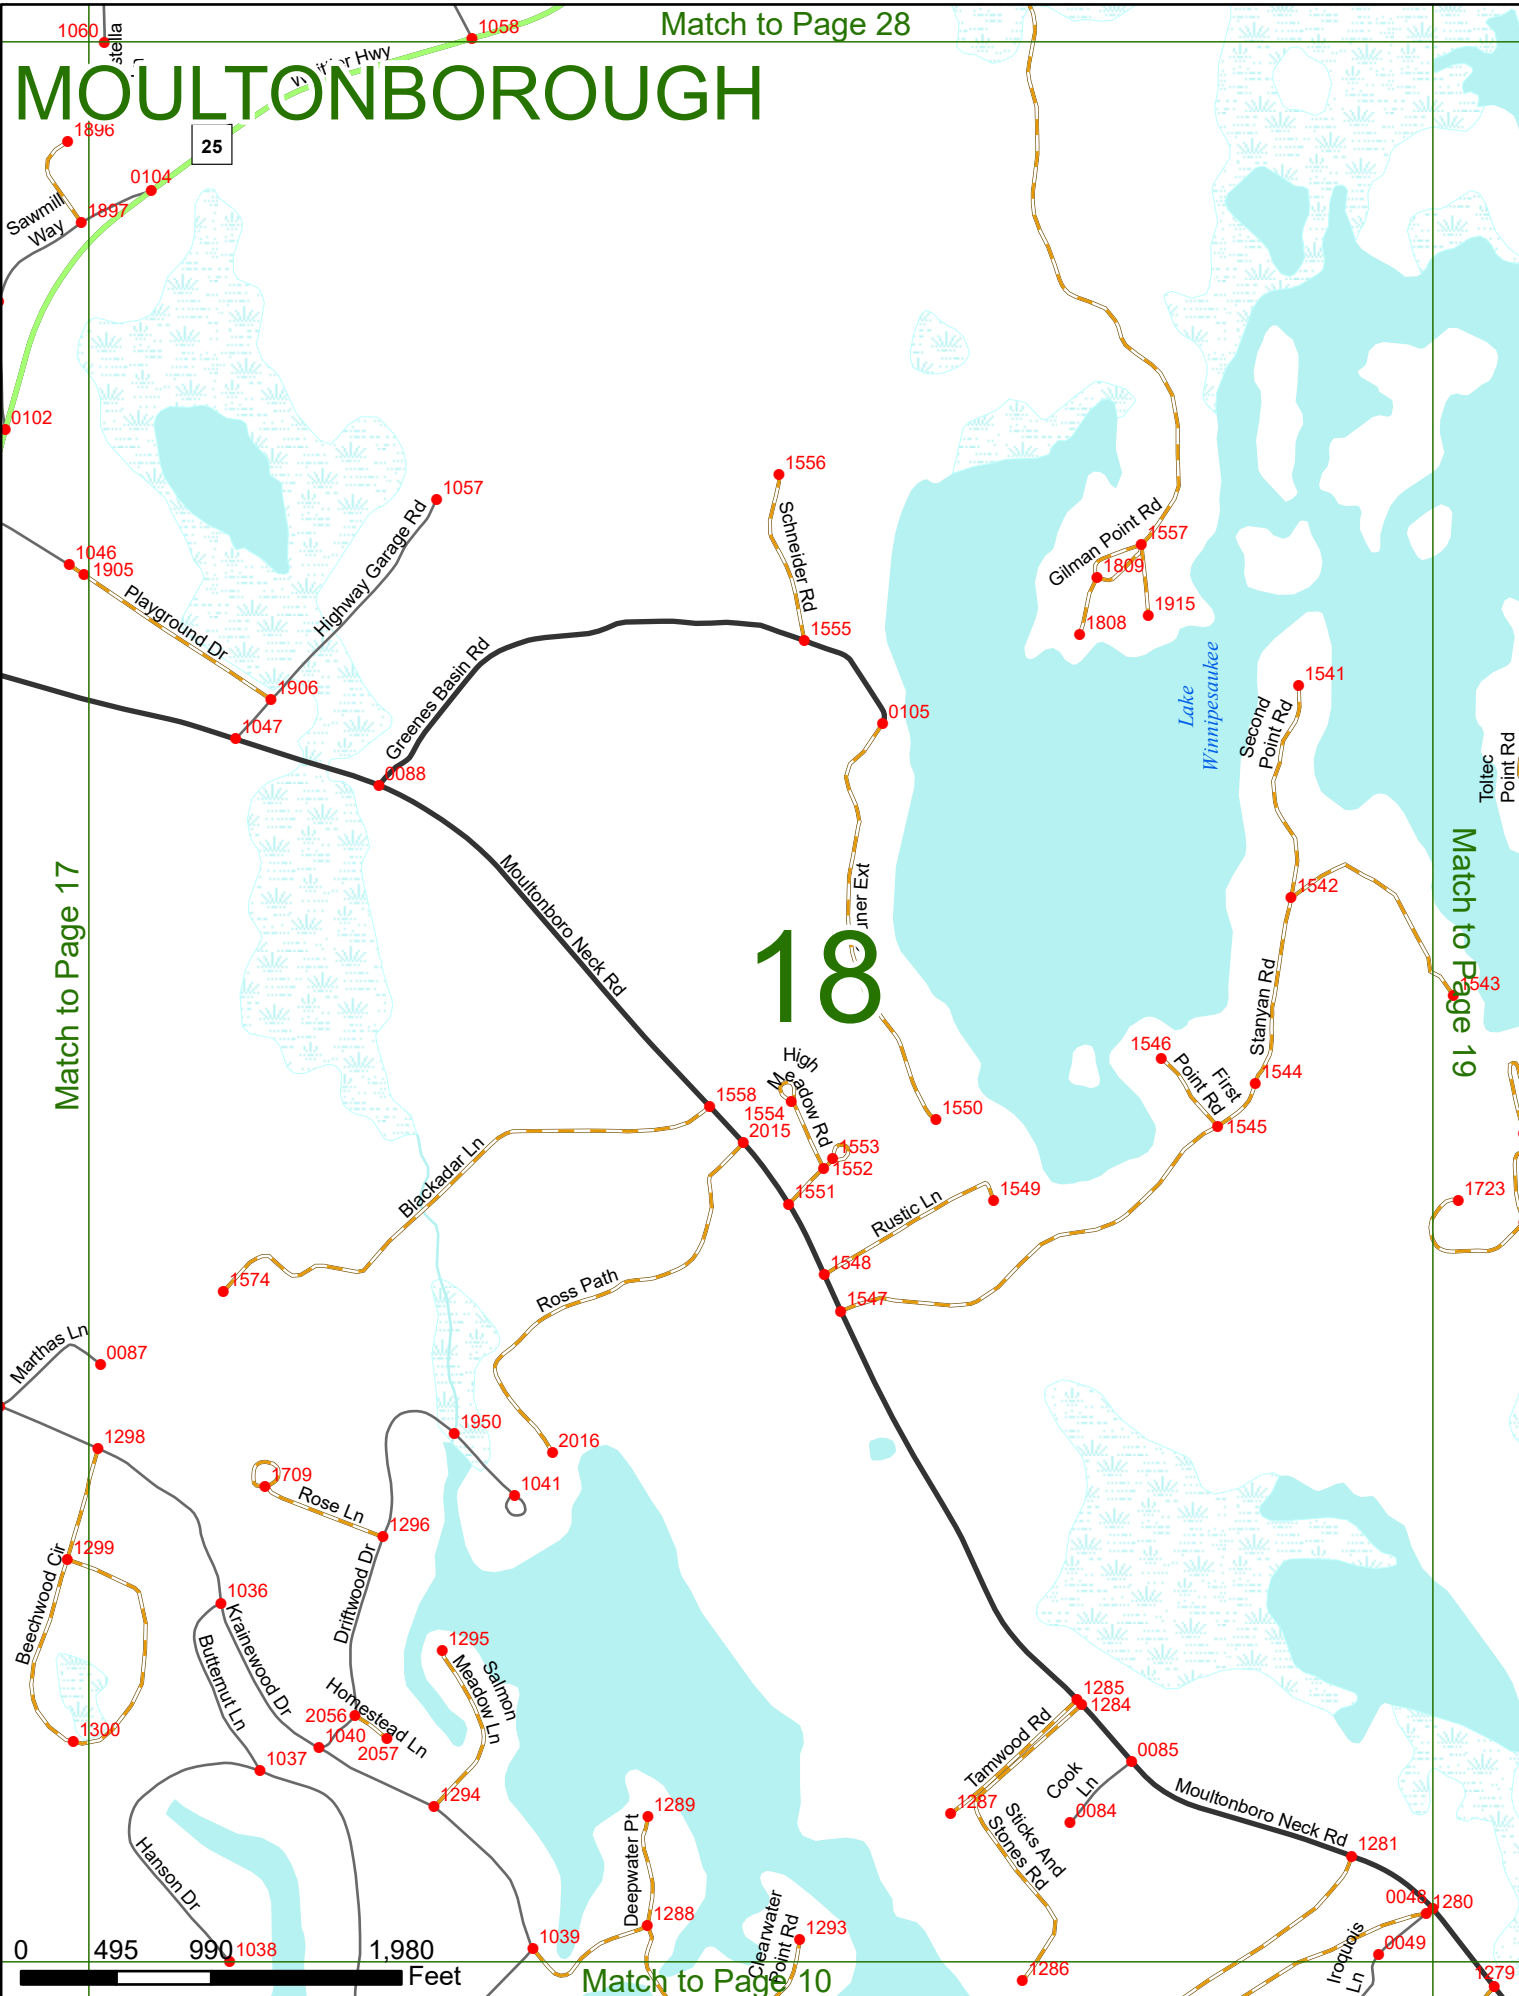 Match to Page 28
1060
1058
stella
Whittier Hwy
MOULTONBOROUGH
1896
25
0104
1897
Sawmill
Way
0102
1556
1057
Schneider Rd
1557
Gilman Point Rd
1809
1046
1905
Highway Garage Rd
Playground Dr
1915
1808
1555
Greenes Basin Rd
Lake
Winnipesaukee
1541
1906
Second
Point Rd
0105
1047
Toltec
Point Rd
0088
Match to Page 17
Moultonboro Neck Rd
ner Ext
1542
Match to Page 19
18
Stanyan Rd
1543
1546
High
Meadow Rd
First
Point Rd
1544
1558
1554
2015
1550
1545
1553
1552
Blackadar Ln
1551
1549
1723
Rustic Ln
1548
1574
Ross Path
1547
Marthas Ln
0087
1950
1298
2016
1709
1041
Rose Ln
1296
1299
Beechwood Cir
Driftwood Dr
1036
Krainewood Dr
Butternut Ln
1295
Salmon
Meadow Ln
Homestead Ln
1285
1284
2056
1300
1040
2057
Tamwood Rd
1037
0085
Cook
Ln
Moultonboro Neck Rd
1294
1287
0084
1289
Sticks And
Stones Rd
Deepwater Pt
Hanson Dr
1281
Clearwater
Point Rd
0048
1280
1288
1293
1039
Iroquois
Ln
0049
1038
0 495 990 1,980
Feet
1286
1279
Match to Page 10